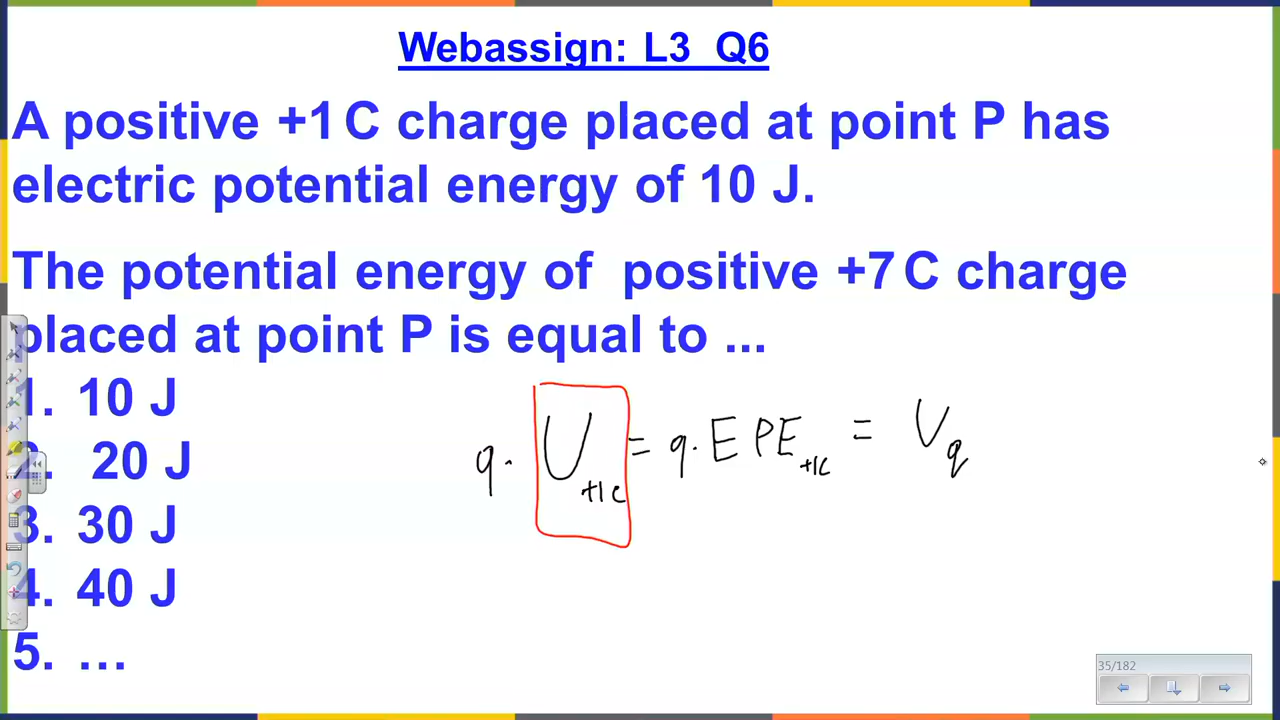 Webassign: L3 Q6
A positive +1 C charge placed at point P has
electric potential energy of 10 J.
The potential energy of positive +7 C charge
placed at point P is equal to ...
1. 10 J
2. 20 J
3. 30 J
4. 40 J
5. ...
q. U+1C = q. EPE+1C = Uq
35/182